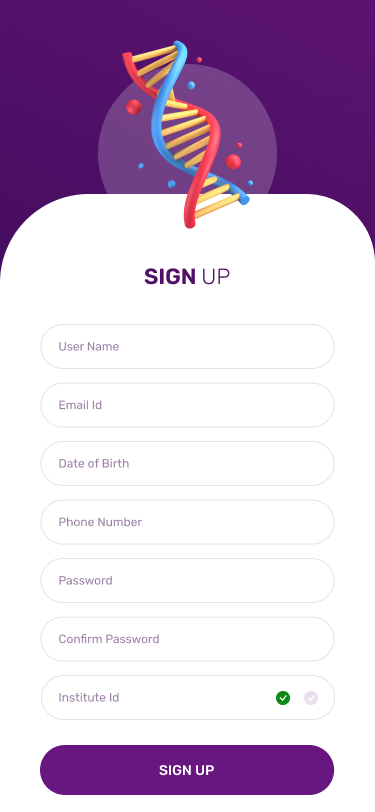 SIGN UP
User Name
Email Id
Date of Birth
Phone Number
Password
Confirm Password
Institute Id
SIGN UP